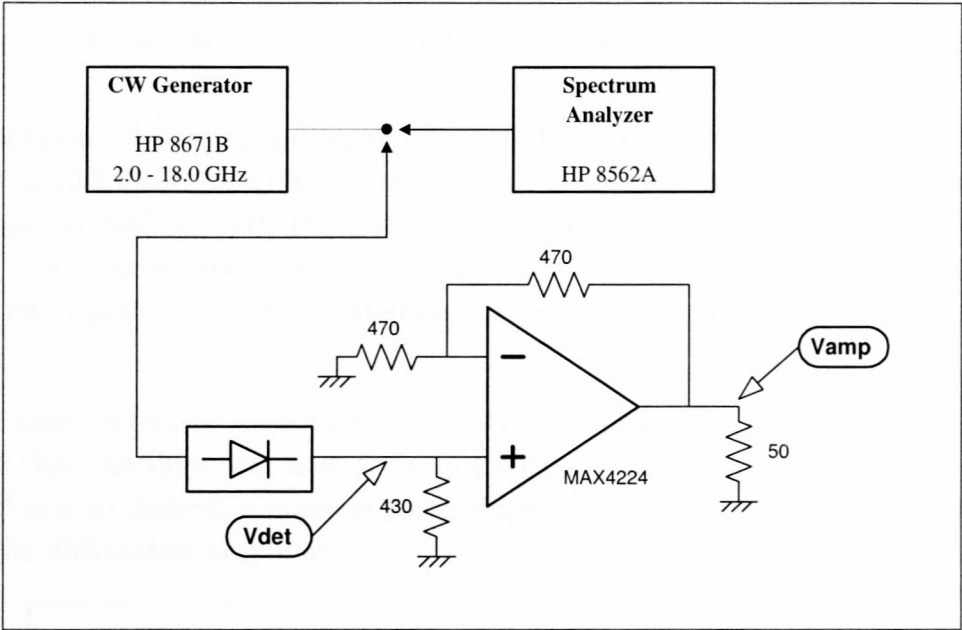 CW Generator
HP 8671B
2.0 - 18.0 GHz
Spectrum
Analyzer
HP 8562A
470
470
Vamp
−
+
MAX4224
50
430
Vdet